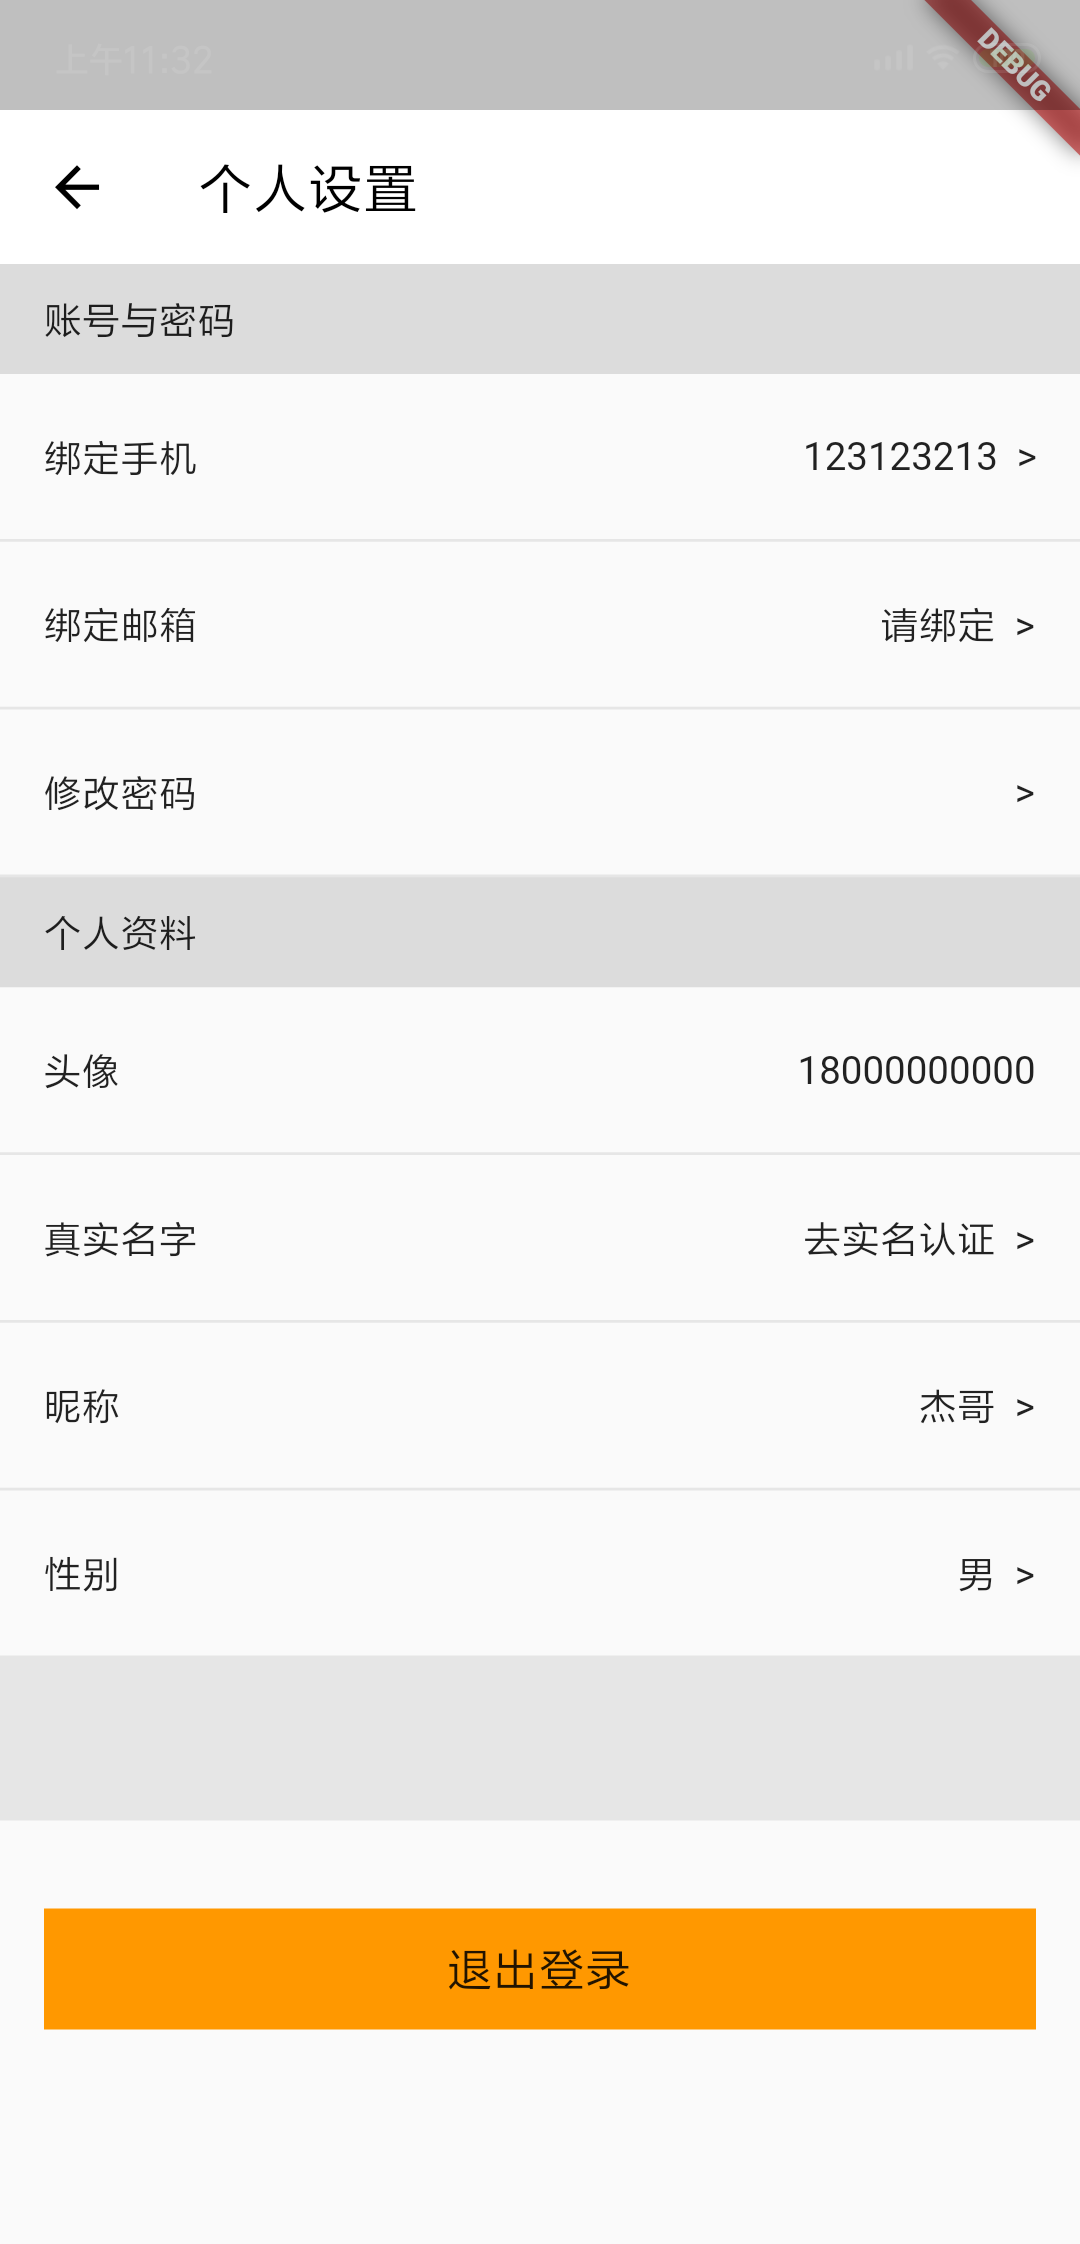 上午11:32
DEBUG
个人设置
账号与密码
绑定手机 123123213 >
绑定邮箱 请绑定 >
修改密码 >
个人资料
头像 18000000000
真实名字 去实名认证 >
昵称 杰哥 >
性别 男 >
退出登录